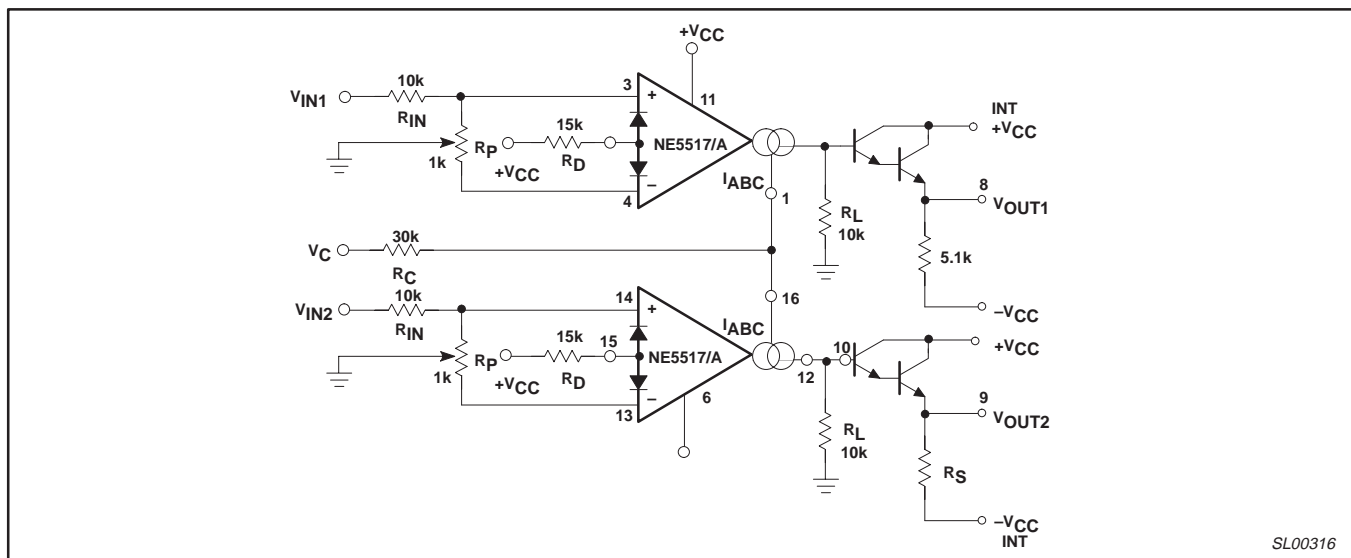 +VCC
10k
VIN1
RIN
3
+
11
INT
+VCC
15k
RP
+VCC
RD
NE5517/A
1k
–
4
IABC
1
RL
10k
8
VOUT1
5.1k
–VCC
VC
30k
RC
16
10k
VIN2
RIN
14
+
IABC
15k
15
RP
+VCC
RD
NE5517/A
1k
–
13
6
12
10
+VCC
RL
10k
9
VOUT2
RS
–VCC
INT
SL00316